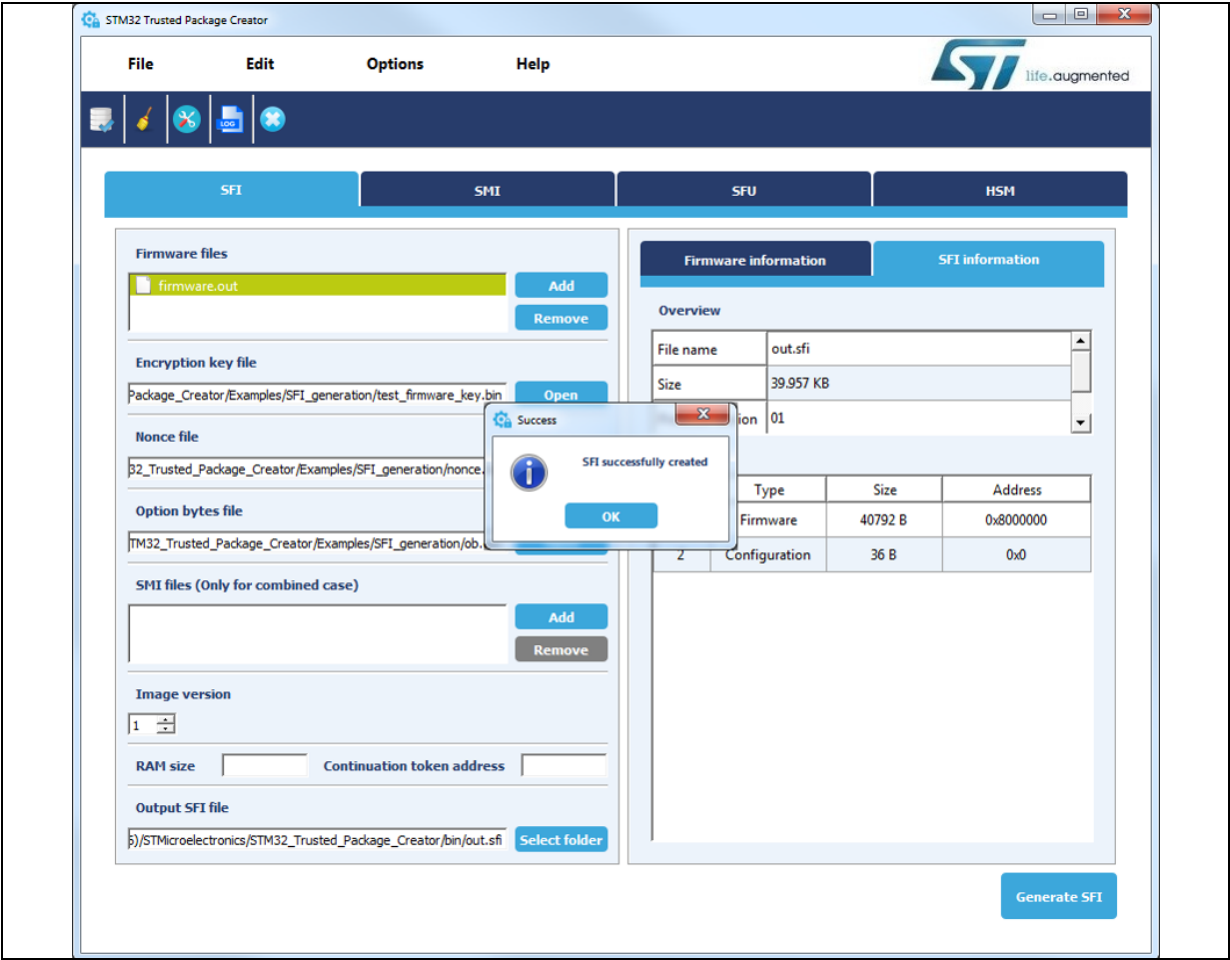 STM32 Trusted Package Creator
File Edit Options Help
life.augmented
LOG
SFI SMI SFU HSM
Firmware files
firmware.out
Add
Remove
Encryption key file
Package_Creator/Examples/SFI_generation/test_firmware_key.bin Open
Nonce file
32_Trusted_Package_Creator/Examples/SFI_generation/nonce.
Option bytes file
TM32_Trusted_Package_Creator/Examples/SFI_generation/ob.
SMI files (Only for combined case)
Add
Remove
Image version
1
RAM size Continuation token address
Output SFI file
6)/STMicroelectronics/STM32_Trusted_Package_Creator/bin/out.sfi Select folder
Success
SFI successfully created
OK
Firmware information SFI information
Overview
File name out.sfi
Size 39.957 KB
ion 01
Type Size Address
Firmware 40792 B 0x8000000
2 Configuration 36 B 0x0
Generate SFI